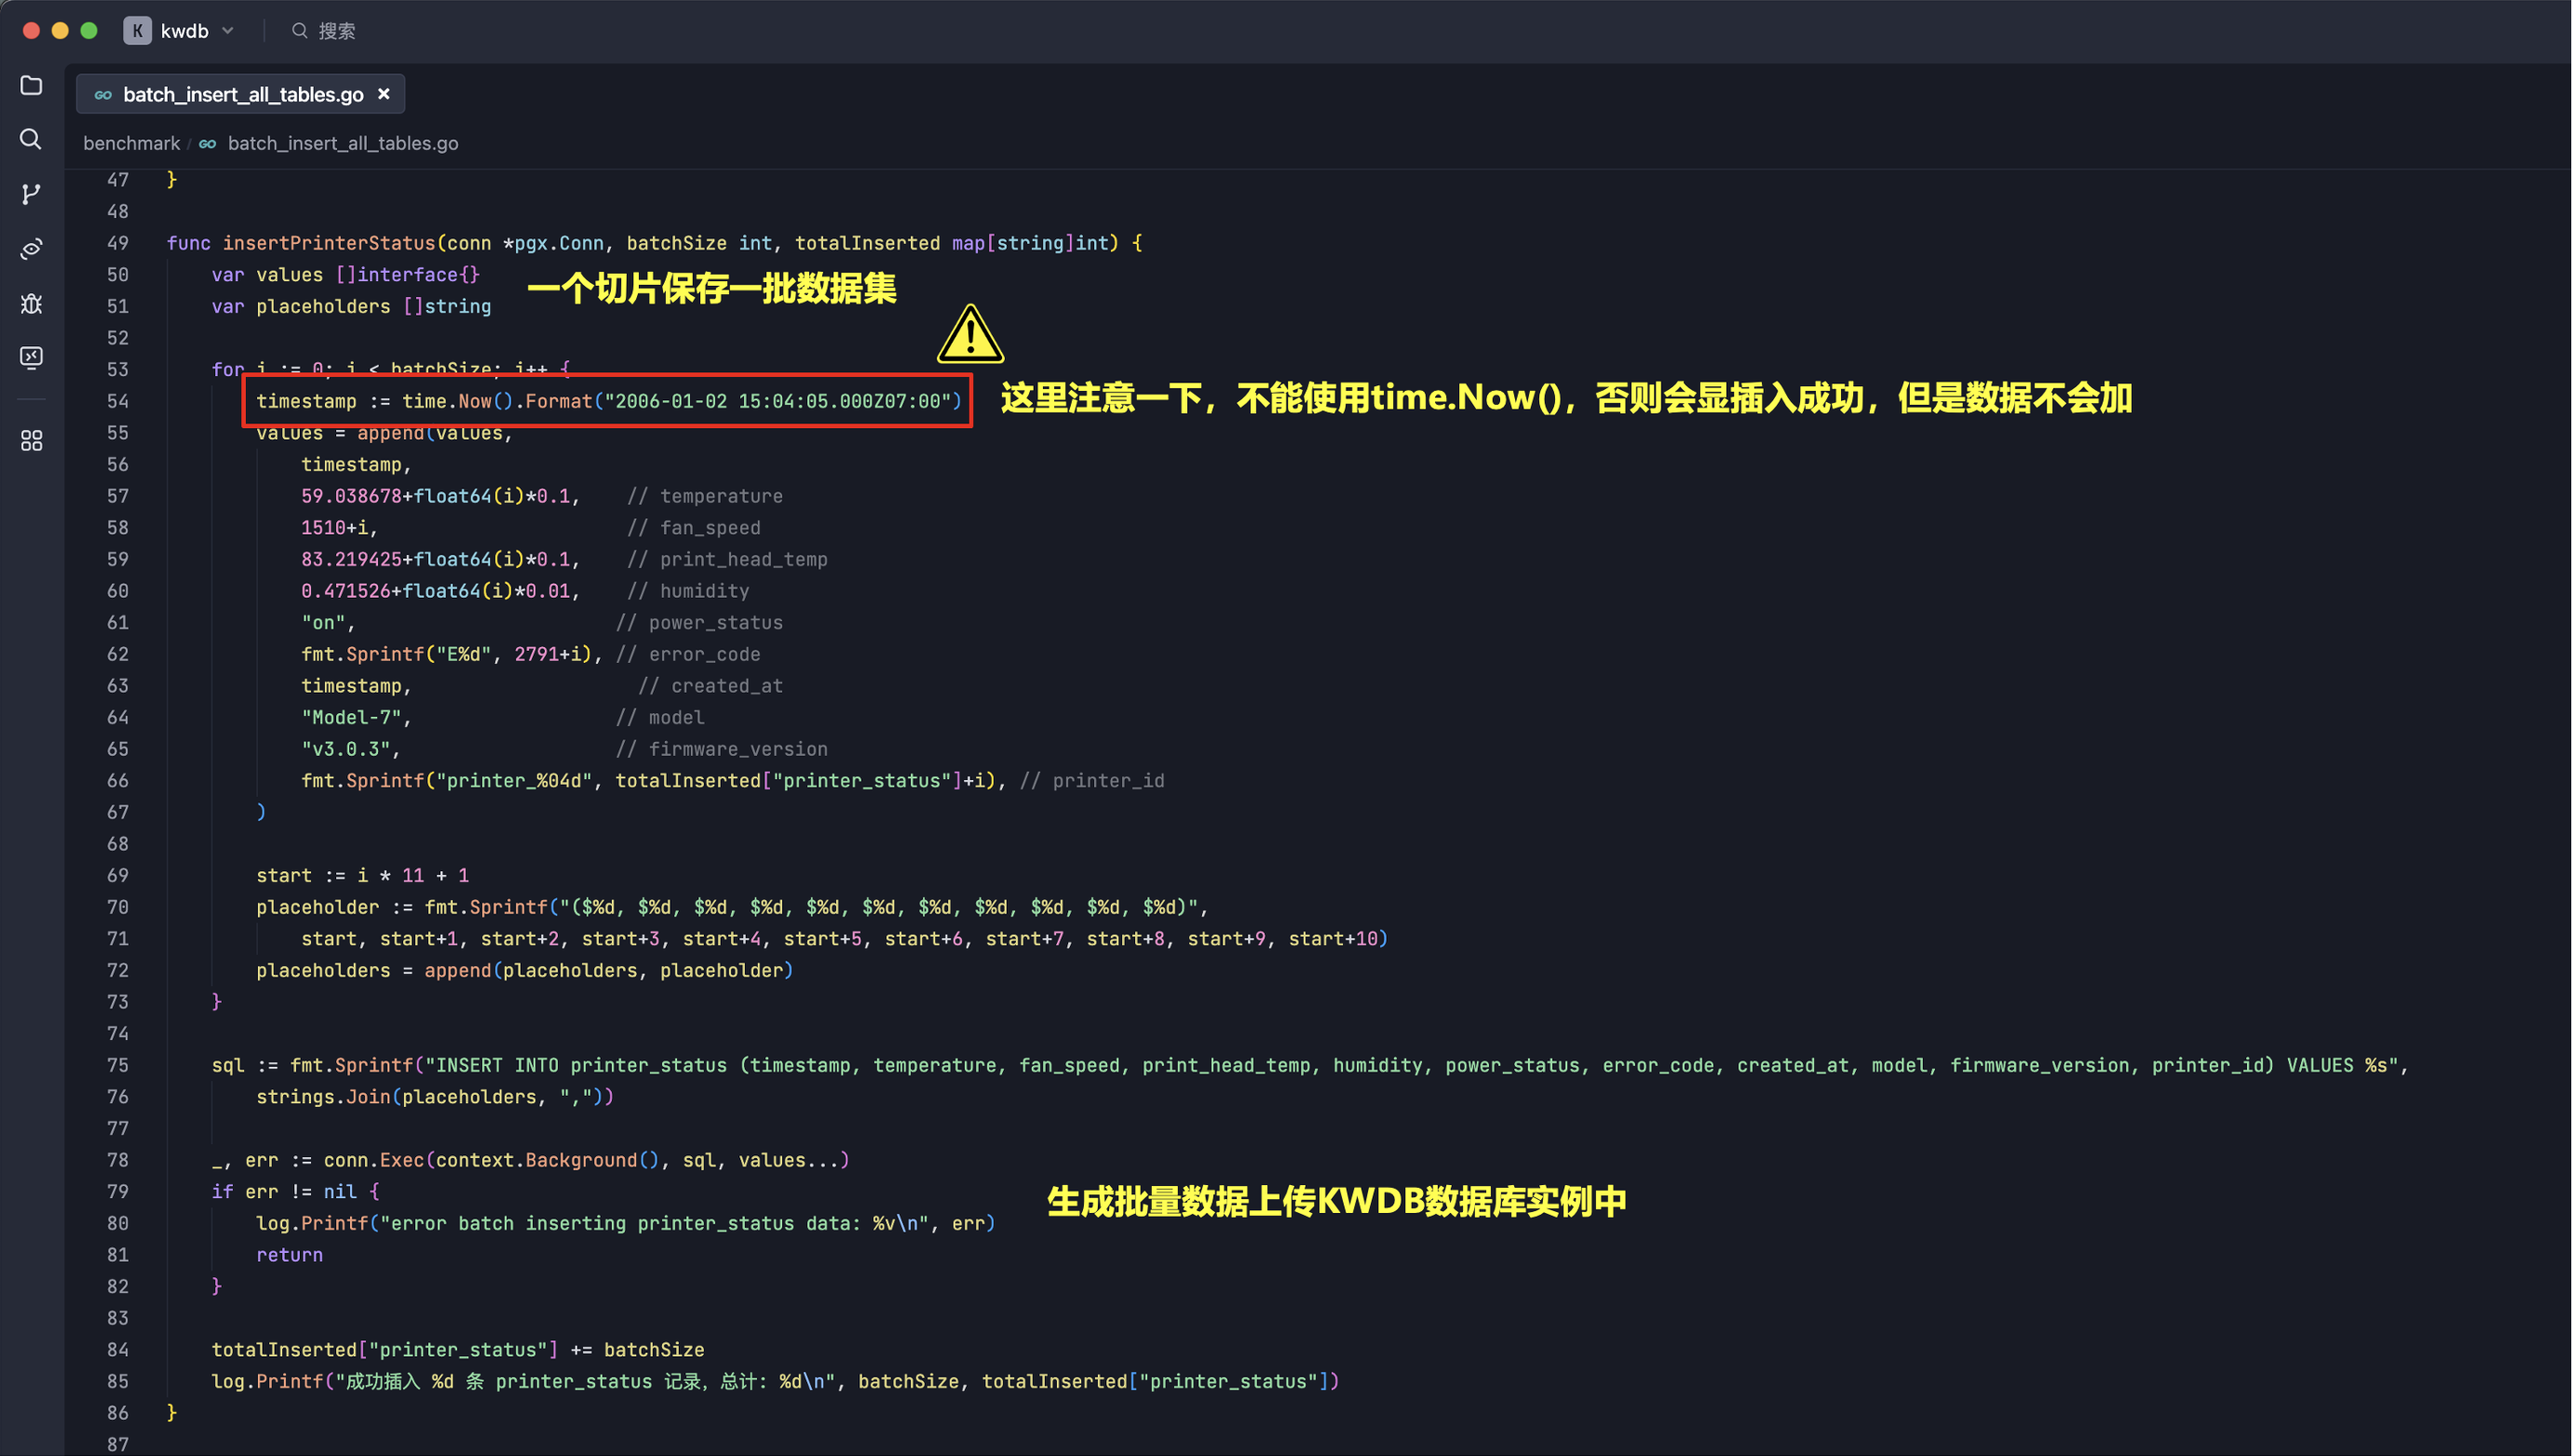 K kwdb 搜索
GO batch_insert_all_tables.go ×
benchmark / GO batch_insert_all_tables.go
47 }
48
49 func insertPrinterStatus(conn *pgx.Conn, batchSize int, totalInserted map[string]int) {
50 var values []interface{}
一个切片保存一批数据集
51 var placeholders []string
52
53 for i := 0; i < batchSize; i++ {
54 timestamp := time.Now().Format("2006-01-02 15:04:05.000Z07:00")
这里注意一下，不能使用time.Now()，否则会显插入成功，但是数据不会加
55 values = append(values,
56 timestamp,
57 59.038678+float64(i)*0.1, // temperature
58 1510+i, // fan_speed
59 83.219425+float64(i)*0.1, // print_head_temp
60 0.471526+float64(i)*0.01, // humidity
61 "on", // power_status
62 fmt.Sprintf("E%d", 2791+i), // error_code
63 timestamp, // created_at
64 "Model-7", // model
65 "v3.0.3", // firmware_version
66 fmt.Sprintf("printer_%04d", totalInserted["printer_status"]+i), // printer_id
67 )
68
69 start := i * 11 + 1
70 placeholder := fmt.Sprintf("($%d, $%d, $%d, $%d, $%d, $%d, $%d, $%d, $%d, $%d, $%d)",
71 start, start+1, start+2, start+3, start+4, start+5, start+6, start+7, start+8, start+9, start+10)
72 placeholders = append(placeholders, placeholder)
73 }
74
75 sql := fmt.Sprintf("INSERT INTO printer_status (timestamp, temperature, fan_speed, print_head_temp, humidity, power_status, error_code, created_at, model, firmware_version, printer_id) VALUES %s",
76 strings.Join(placeholders, ","))
77
78 _, err := conn.Exec(context.Background(), sql, values...)
79 if err != nil {
生成批量数据上传KWDB数据库实例中
80 log.Printf("error batch inserting printer_status data: %v\n", err)
81 return
82 }
83
84 totalInserted["printer_status"] += batchSize
85 log.Printf("成功插入 %d 条 printer_status 记录，总计: %d\n", batchSize, totalInserted["printer_status"])
86 }
87